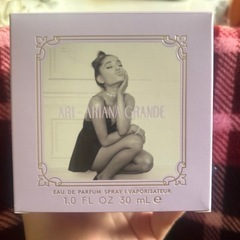 ARI - ARIANA GRANDE
EAU DE PARFUM SPRAY | VAPORISATEUR
1.0 FL OZ 30 mL ℮